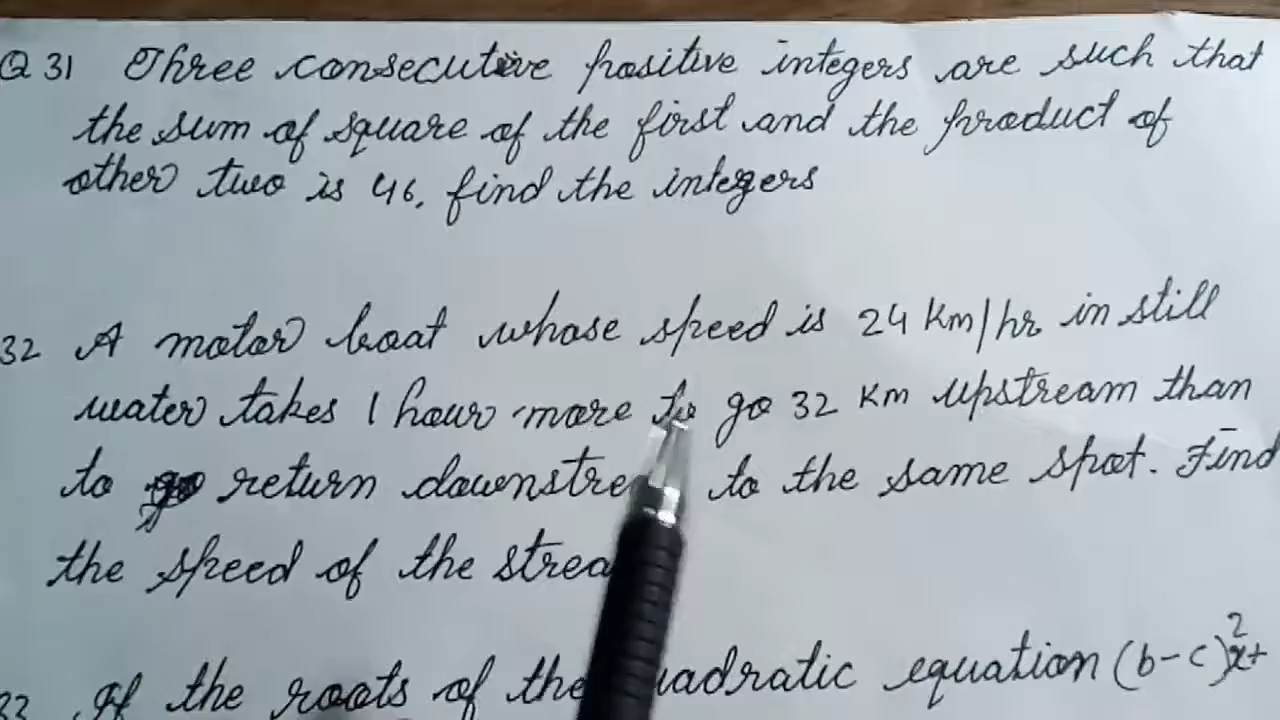 Q 31 Three consecutive positive integers are such that
the sum of square of the first and the product of
other two is 46, find the integers
32 A motor boat whose speed is 24 Km/hr in still
water takes 1 hour more to go 32 Km upstream than
to return downstre to the same spot. Find
the speed of the strea
33 If the roots of the uadratic equation (b-c)x²+